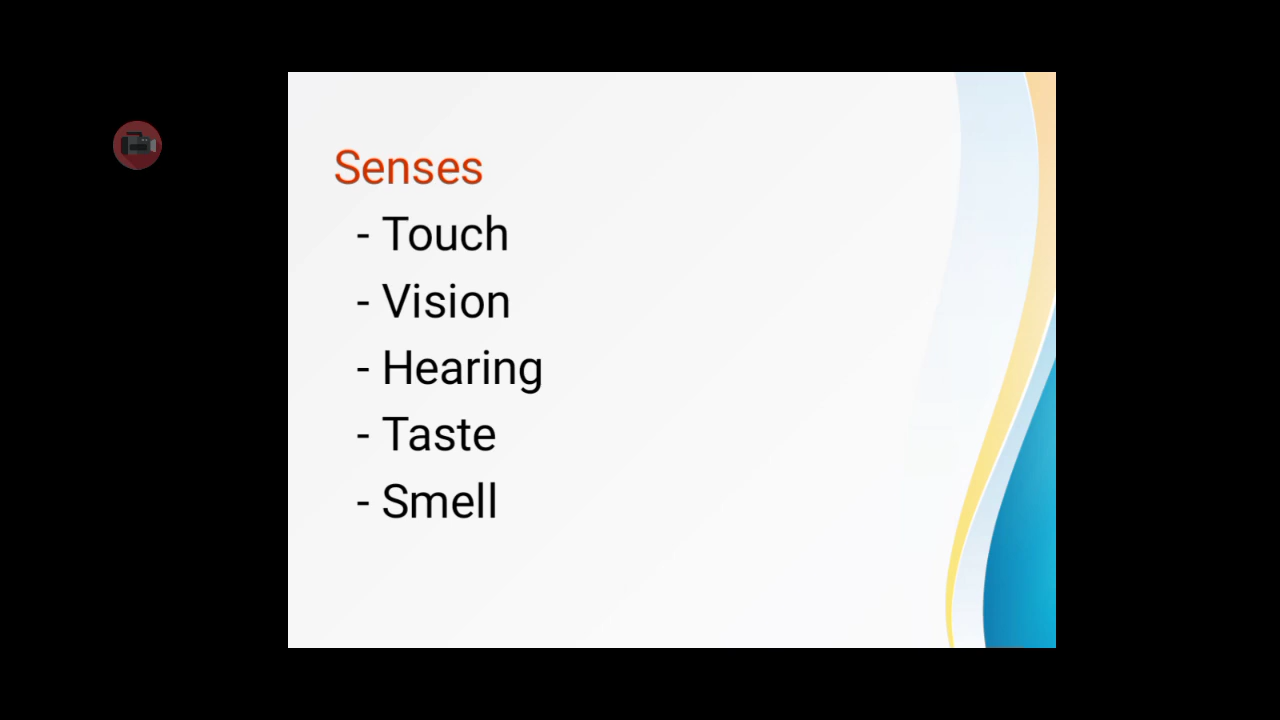 Senses
- Touch
- Vision
- Hearing
- Taste
- Smell